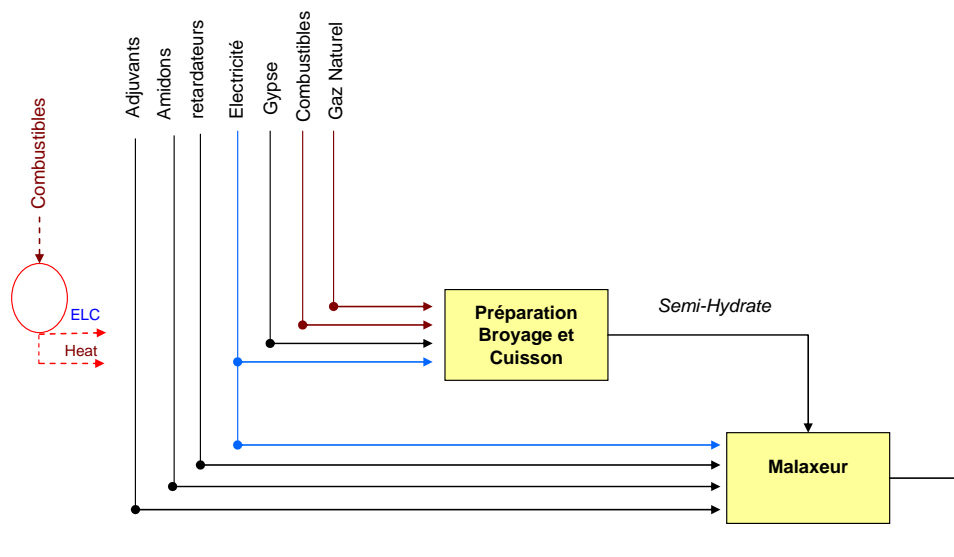 Combustibles
Adjuvants
Amidons
retardateurs
Electricité
Gypse
Combustibles
Gaz Naturel
ELC
Heat
Préparation
Broyage et
Cuisson
Semi-Hydrate
Malaxeur